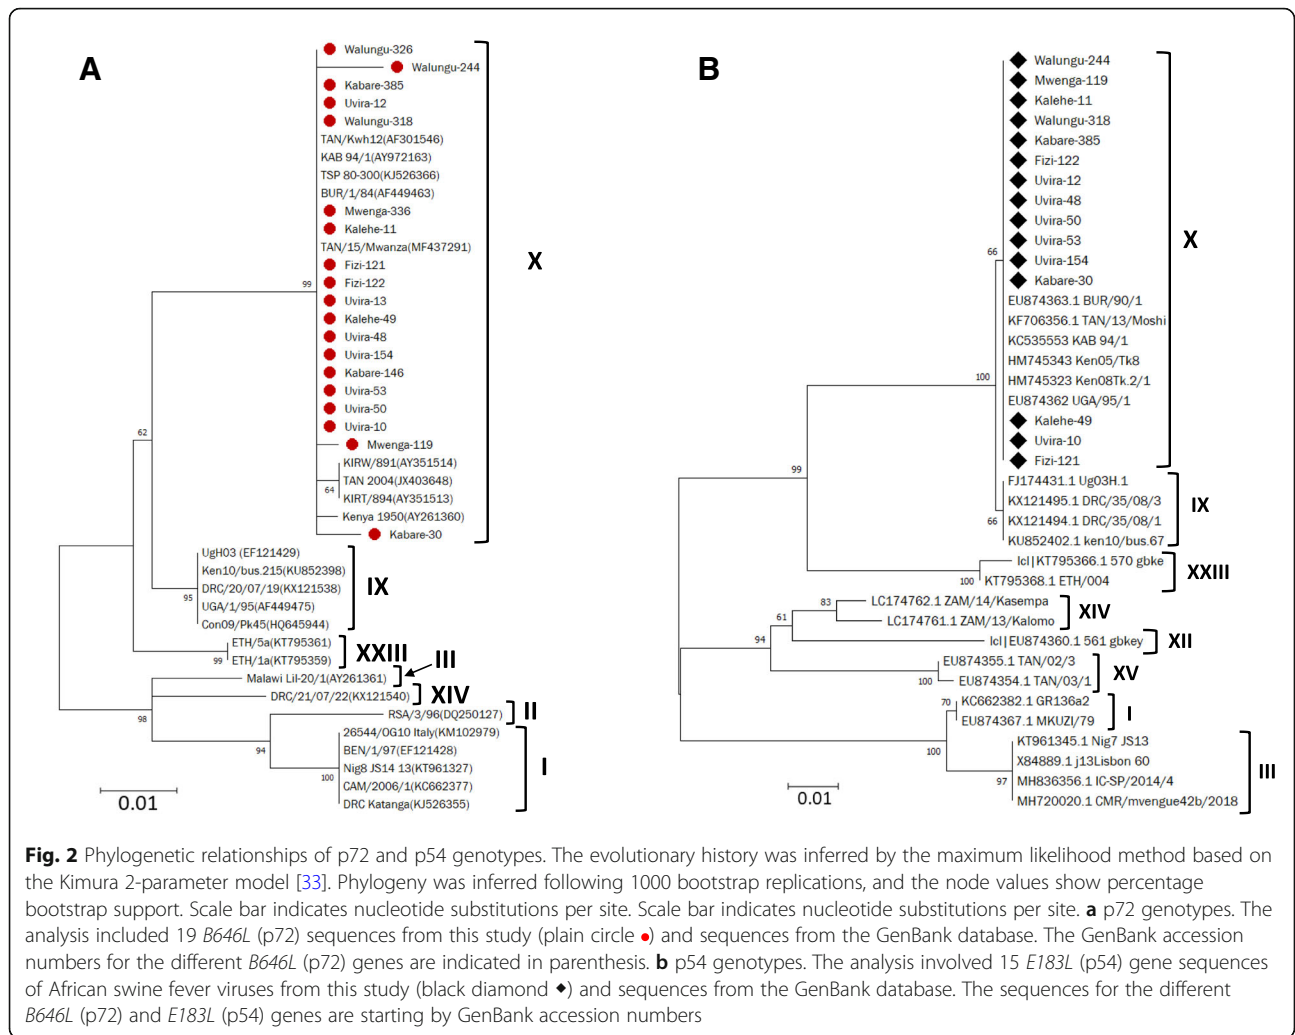 A
Walungu-326
Walungu-244
Kabare-385
Uvira-12
Walungu-318
TAN/Kwh12(AF301546)
KAB 94/1(AY972163)
TSP 80-300(KJ526366)
BUR/1/84(AF449463)
Mwenga-336
Kalehe-11
TAN/15/Mwanza(MF437291)
Fizi-121
Fizi-122
Uvira-13
Kalehe-49
Uvira-48
Uvira-154
Kabare-146
Uvira-53
Uvira-50
Uvira-10
Mwenga-119
KIRW/891(AY351514)
TAN 2004(JX403648)
KIRT/894(AY351513)
Kenya 1950(AY261360)
Kabare-30
X
99
64
62
UgH03 (EF121429)
Ken10/bus.215(KU852398)
DRC/20/07/19(KX121538)
UGA/1/95(AF449475)
Con09/Pk45(HQ645944)
95
IX
ETH/5a(KT795361)
ETH/1a(KT795359)
99
XXIII
Malawi Lil-20/1(AY261361)
III
DRC/21/07/22(KX121540)
XIV
98
RSA/3/96(DQ250127)
II
94
26544/OG10 Italy(KM102979)
BEN/1/97(EF121428)
Nig8 JS14 13(KT961327)
CAM/2006/1(KC662377)
DRC Katanga(KJ526355)
100
I
0.01
B
Walungu-244
Mwenga-119
Kalehe-11
Walungu-318
Kabare-385
Fizi-122
Uvira-12
Uvira-48
Uvira-50
Uvira-53
Uvira-154
Kabare-30
EU874363.1 BUR/90/1
KF706356.1 TAN/13/Moshi
KC535553 KAB 94/1
HM745343 Ken05/Tk8
HM745323 Ken08Tk.2/1
EU874362 UGA/95/1
Kalehe-49
Uvira-10
Fizi-121
X
66
100
FJ174431.1 Ug03H.1
KX121495.1 DRC/35/08/3
KX121494.1 DRC/35/08/1
KU852402.1 ken10/bus.67
66
IX
99
lcl|KT795366.1 570 gbke
KT795368.1 ETH/004
100
XXIII
LC174762.1 ZAM/14/Kasempa
LC174761.1 ZAM/13/Kalomo
83
XIV
61
lcl|EU874360.1 561 gbkey
XII
94
EU874355.1 TAN/02/3
EU874354.1 TAN/03/1
100
XV
KC662382.1 GR136a2
EU874367.1 MKUZI/79
70
I
100
KT961345.1 Nig7 JS13
X84889.1 j13Lisbon 60
MH836356.1 IC-SP/2014/4
MH720020.1 CMR/mvengue42b/2018
97
III
0.01
Fig. 2 Phylogenetic relationships of p72 and p54 genotypes. The evolutionary history was inferred by the maximum likelihood method based on
the Kimura 2-parameter model [33]. Phylogeny was inferred following 1000 bootstrap replications, and the node values show percentage
bootstrap support. Scale bar indicates nucleotide substitutions per site. Scale bar indicates nucleotide substitutions per site. a p72 genotypes. The
analysis included 19 B646L (p72) sequences from this study (plain circle ●) and sequences from the GenBank database. The GenBank accession
numbers for the different B646L (p72) genes are indicated in parenthesis. b p54 genotypes. The analysis involved 15 E183L (p54) gene sequences
of African swine fever viruses from this study (black diamond ◆) and sequences from the GenBank database. The sequences for the different
B646L (p72) and E183L (p54) genes are starting by GenBank accession numbers